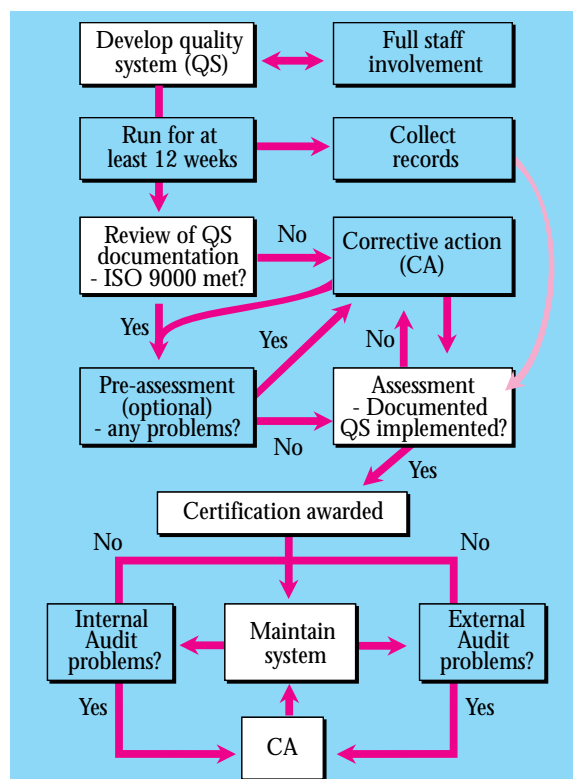 Develop quality
system (QS)
Full staff
involvement
Run for at
least 12 weeks
Collect
records
Review of QS
documentation
- ISO 9000 met?
No
Corrective action
(CA)
Yes
Yes
No
Pre-assessment
(optional)
- any problems?
No
Assessment
- Documented
QS implemented?
Yes
Certification awarded
No
No
Internal
Audit
problems?
Maintain
system
External
Audit
problems?
Yes
Yes
CA